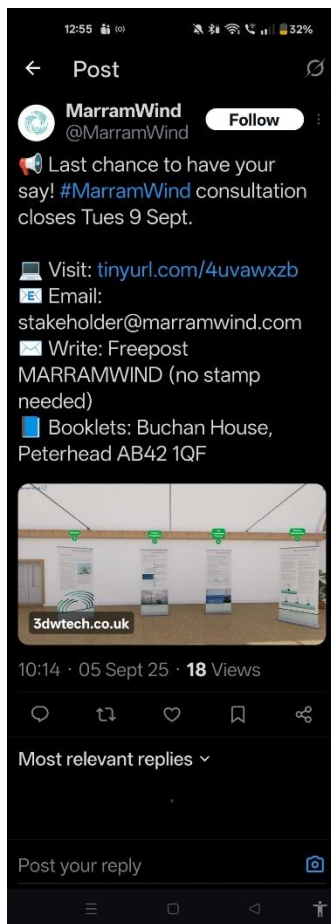 12:55
32%
Post
MarramWind
@MarramWind
Follow
📢 Last chance to have your
say! #MarramWind consultation
closes Tues 9 Sept.
💻 Visit: tinyurl.com/4uvawxzb
📧 Email:
stakeholder@marramwind.com
✉️ Write: Freepost
MARRAMWIND (no stamp
needed)
📘 Booklets: Buchan House,
Peterhead AB42 1QF
3dwtech.co.uk
10:14 · 05 Sept 25 · 18 Views
Most relevant replies
Post your reply